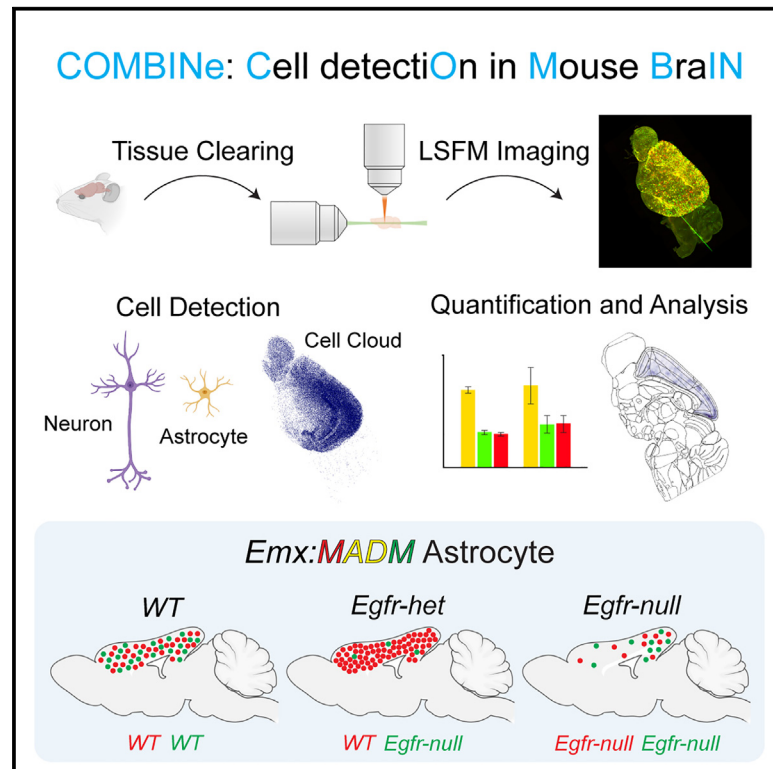 COMBINe: Cell detectiOn in Mouse BraIN
Tissue Clearing
LSFM Imaging
Cell Detection
Quantification and Analysis
Cell Cloud
Neuron
Astrocyte
Emx:MADM Astrocyte
WT
Egfr-het
Egfr-null
WT WT
WT Egfr-null
Egfr-null Egfr-null